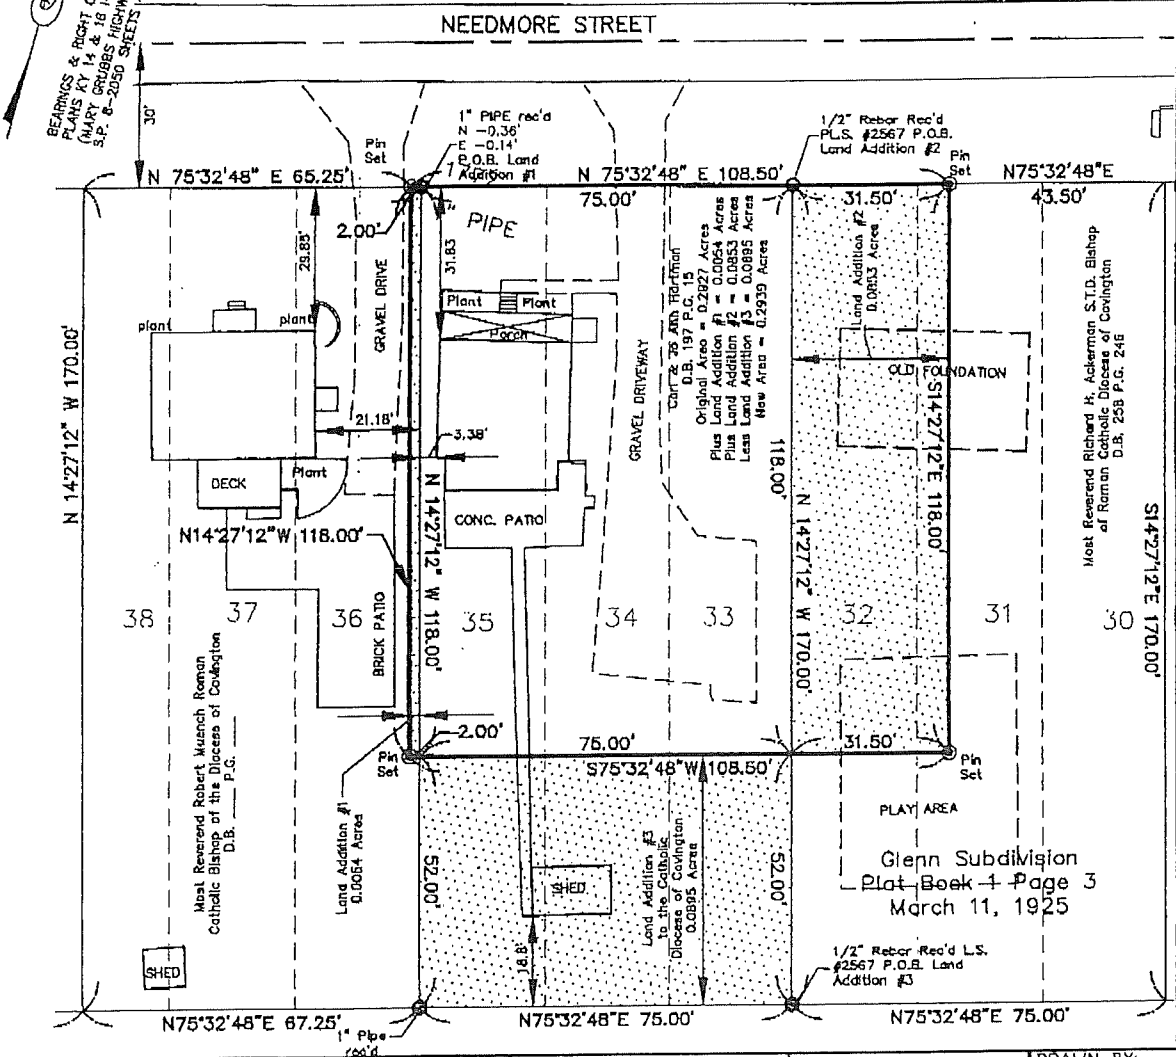 NEEDMORE STREET
BEARINGS & RIGHT
PLANS KY 14 & 18
(MARY GRUBBS HIGHWAY
S.P. 8-2050 SHEETS
30'
1" PIPE rec'd
N -0.36'
E -0.14'
P.O.B. Land
Addition #1
Pin
Set
1/2" Rebar Rec'd
P.L.S. #2567 P.O.B.
Land Addition #2
Pin
Set
N 75°32'48" E 65.25'
N 75°32'48" E 108.50'
N75°32'48"E
43.50'
75.00'
31.50'
2.00'
PIPE
29.85'
31.83
GRAVEL DRIVE
plant
plant
Plant
Plant
Porch
GRAVEL DRIVEWAY
Carl & Jo Ann Hartman
D.B. 197 P.G. 15
Original Area = 0.2927 Acres
Plus Land Addition #1 = 0.0054 Acres
Plus Land Addition #2 = 0.0853 Acres
Less Land Addition #3 = 0.0895 Acres
New Area = 0.2939 Acres
Land Addition #2
0.0853 Acres
OLD FOUNDATION
Most Reverend Richard H. Ackerman S.T.D. Bishop
of Roman Catholic Diocese of Covington
D.B. 258 P.G. 246
N 14°27'12" W 170.00'
21.18'
3.38'
DECK
Plant
CONC. PATIO
N14°27'12" W 118.00'
N 14°27'12" W 118.00'
118.00'
N 14°27'12" W 170.00'
S14°27'12"E 118.00'
S14°27'12"E 170.00'
38
37
36
35
34
33
32
31
30
BRICK PATIO
Most Reverend Robert Muench Roman
Catholic Bishop of the Diocese of Covington
D.B. ____ P.G. ____
2.00'
75.00'
31.50'
Pin
Set
S75°32'48"W 108.50'
Pin
Set
Land Addition #1
0.0054 Acres
52.00'
SHED
18.8'
Land Addition #3
to the Catholic
Diocese of Covington
0.0895 Acres
52.00'
PLAY AREA
Glenn Subdivision
Plat Book 1 Page 3
March 11, 1925
SHED
1/2" Rebar Rec'd L.S.
#2567 P.O.B. Land
Addition #3
N75°32'48"E 67.25'
1" Pipe
rec'd
N75°32'48"E 75.00'
N75°32'48"E 75.00'
DRAWN BY: